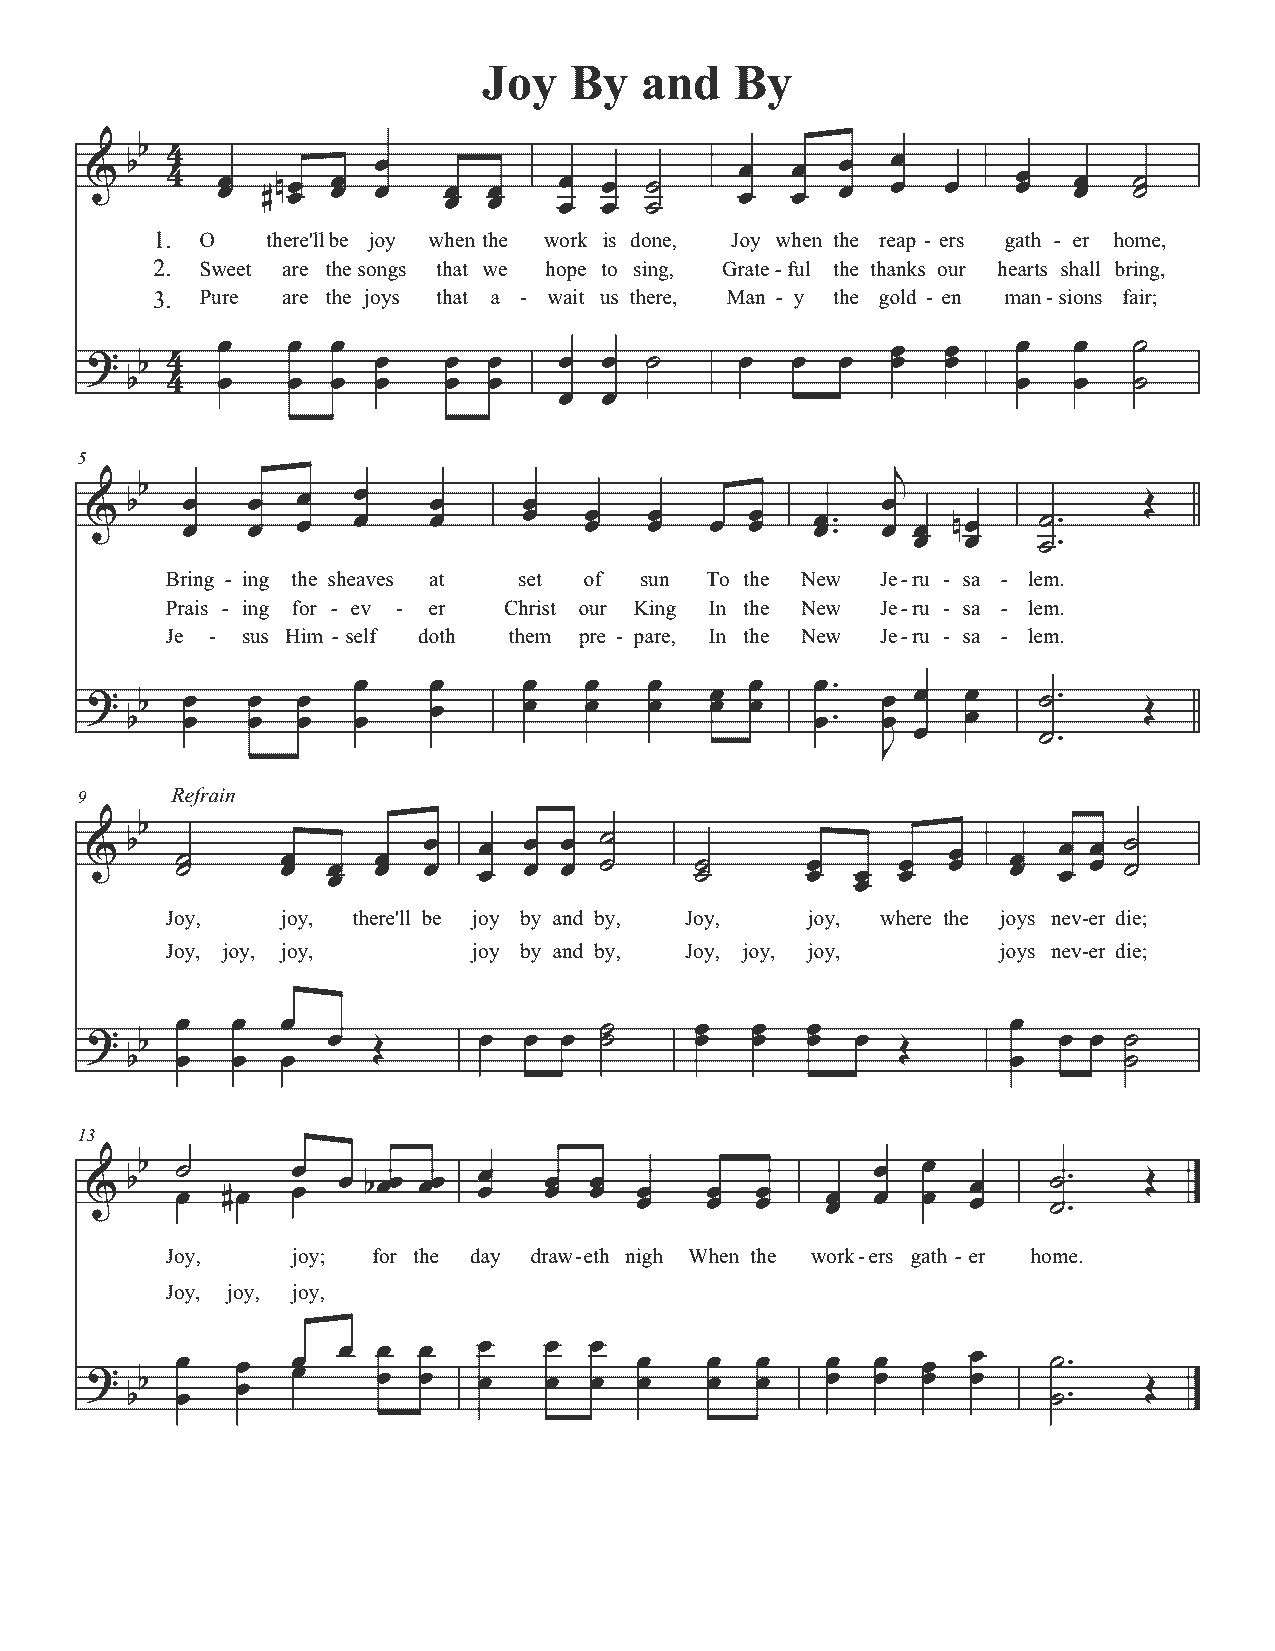 Joy By and By
1. O there'll be joy when the work is done, Joy when the reap - ers gath - er home,
2. Sweet are the songs that we hope to sing, Grate - ful the thanks our hearts shall bring,
3. Pure are the joys that a - wait us there, Man - y the gold - en man - sions fair;
5
Bring - ing the sheaves at set of sun To the New Je - ru - sa - lem.
Prais - ing for - ev - er Christ our King In the New Je - ru - sa - lem.
Je - sus Him - self doth them pre - pare, In the New Je - ru - sa - lem.
9 Refrain
Joy, joy, there'll be joy by and by, Joy, joy, where the joys nev-er die;
Joy, joy, joy, joy by and by, Joy, joy, joy, joys nev-er die;
13
Joy, joy; for the day draw-eth nigh When the work - ers gath - er home.
Joy, joy, joy,